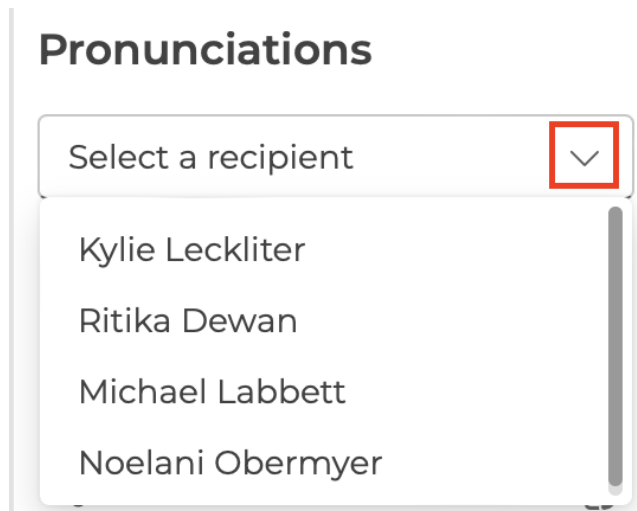 Pronunciations
Select a recipient
Kylie Leckliter
Ritika Dewan
Michael Labbett
Noelani Obermyer